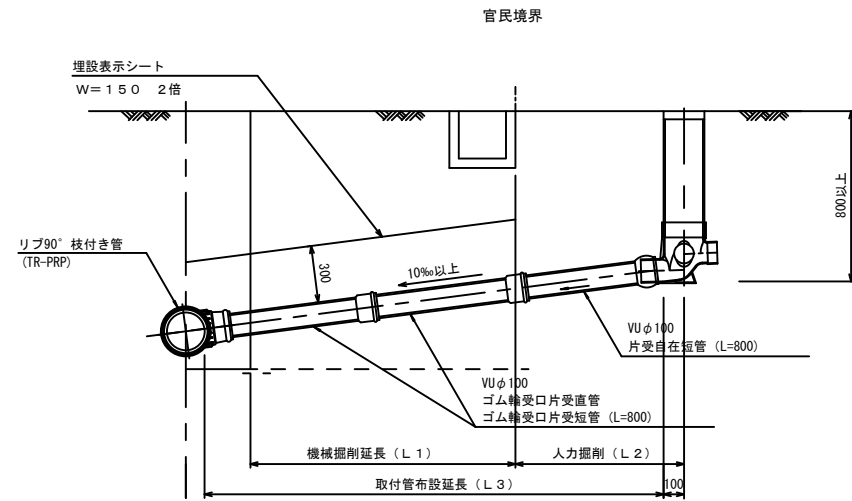 官民境界
埋設表示シート
W=150 2倍
800以上
リブ90°枝付き管
(TR-PRP)
300
10‰以上
VUφ100
片受自在短管 (L=800)
VUφ100
ゴム輪受口片受直管
ゴム輪受口片受短管 (L=800)
機械掘削延長(L1)
人力掘削(L2)
取付管布設延長(L3)
100